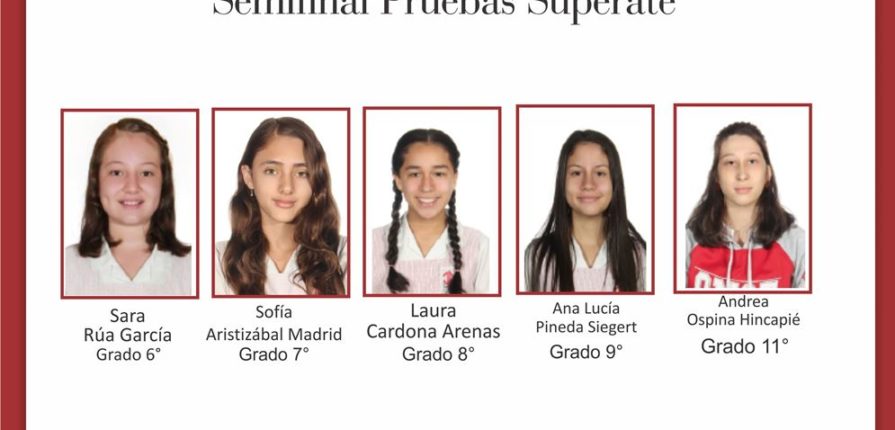 Semifinal Pruebas Supérate
Sara
Rúa García
Grado 6°
Sofía
Aristizábal Madrid
Grado 7°
Laura
Cardona Arenas
Grado 8°
Ana Lucía
Pineda Siegert
Grado 9°
Andrea
Ospina Hincapié
Grado 11°